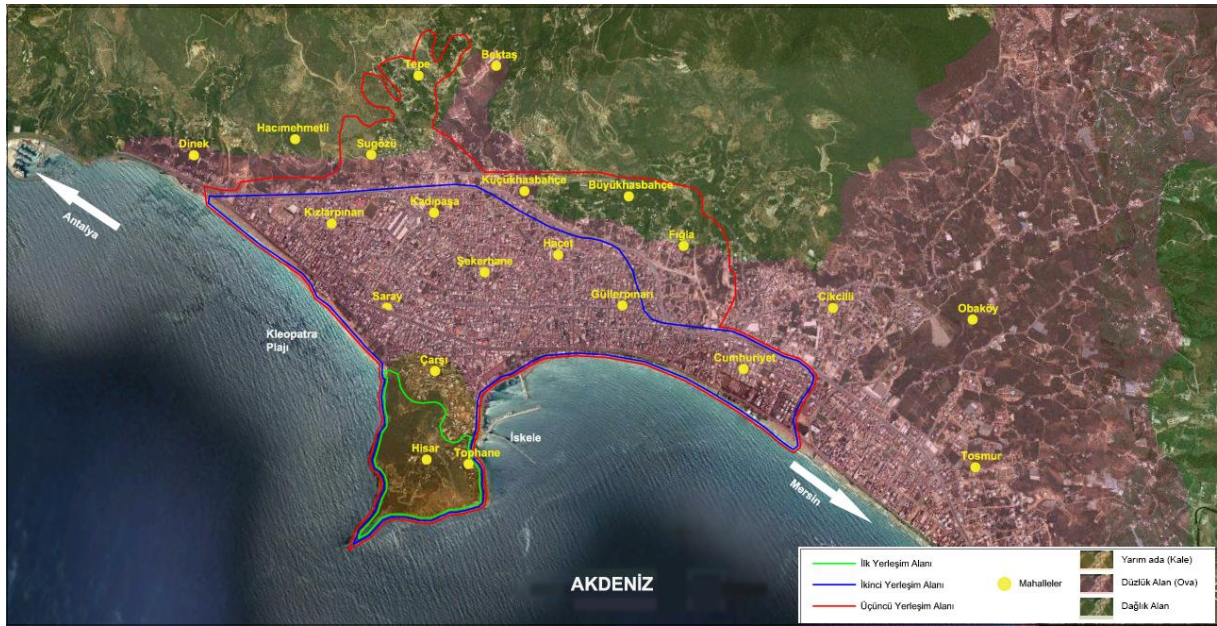 Bektaş
Tepe
Hacımehmetli
Dinek
Sugözü
Küçükhasbahçe
Büyükhasbahçe
Kadıpaşa
Kızlarpınarı
Antalya
Hacet
Fığla
Şekerhane
Saray
Güllerpınarı
Cikcilli
Obaköy
Kleopatra
Plajı
Çarşı
Cumhuriyet
İskele
Hisar
Tophane
Tosmur
Mersin
AKDENİZ
İlk Yerleşim Alanı
İkinci Yerleşim Alanı
Üçüncü Yerleşim Alanı
Mahalleler
Yarım ada (Kale)
Düzlük Alan (Ova)
Dağlık Alan